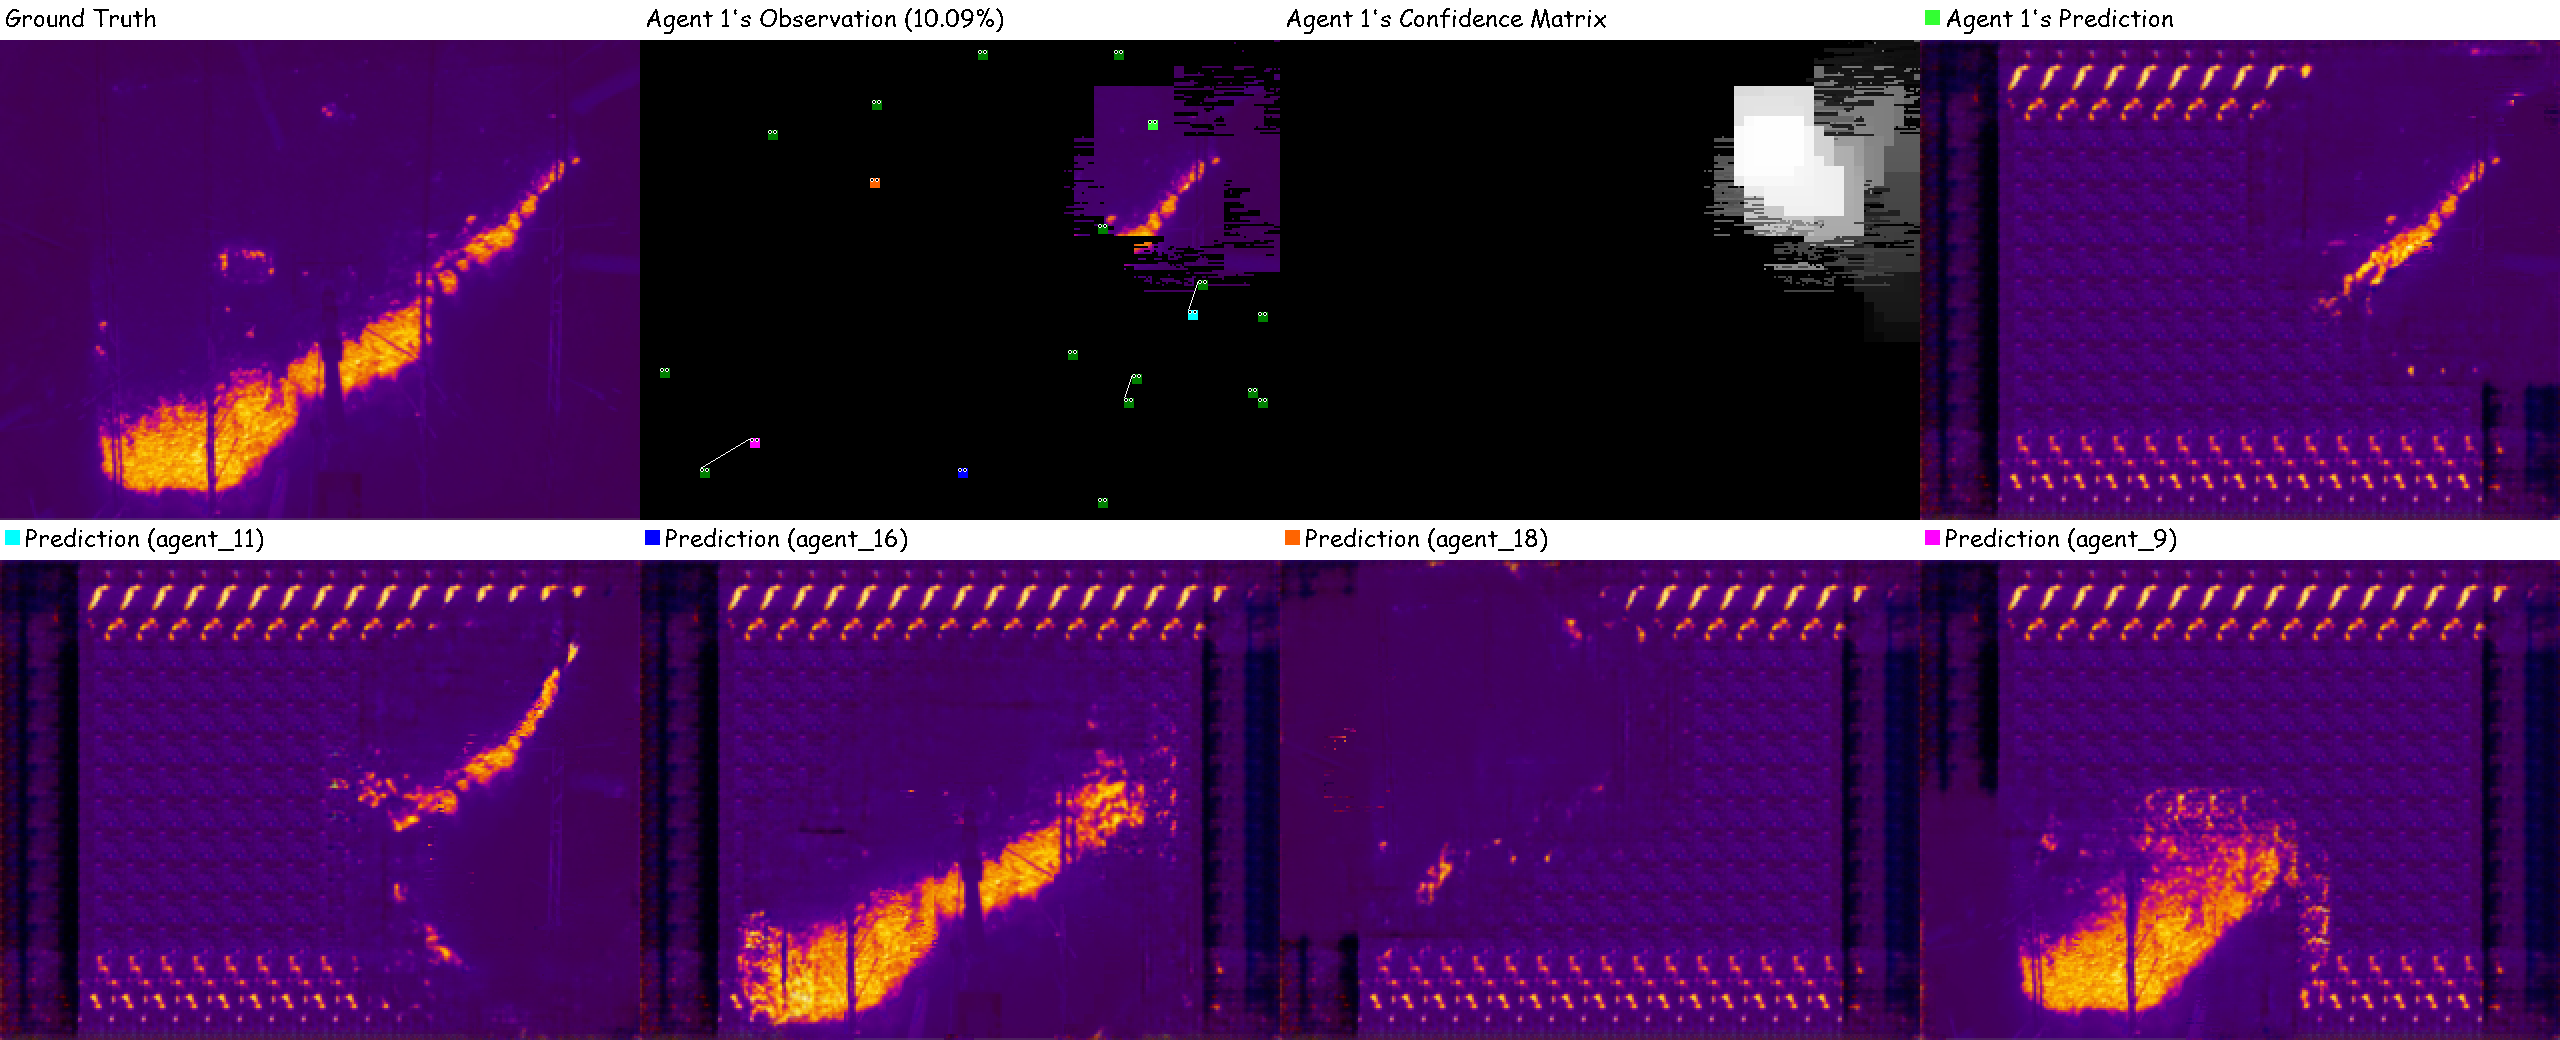 Ground Truth
Agent 1's Observation (10.09%)
Agent 1's Confidence Matrix
Agent 1's Prediction
Prediction (agent_11)
Prediction (agent_16)
Prediction (agent_18)
Prediction (agent_9)